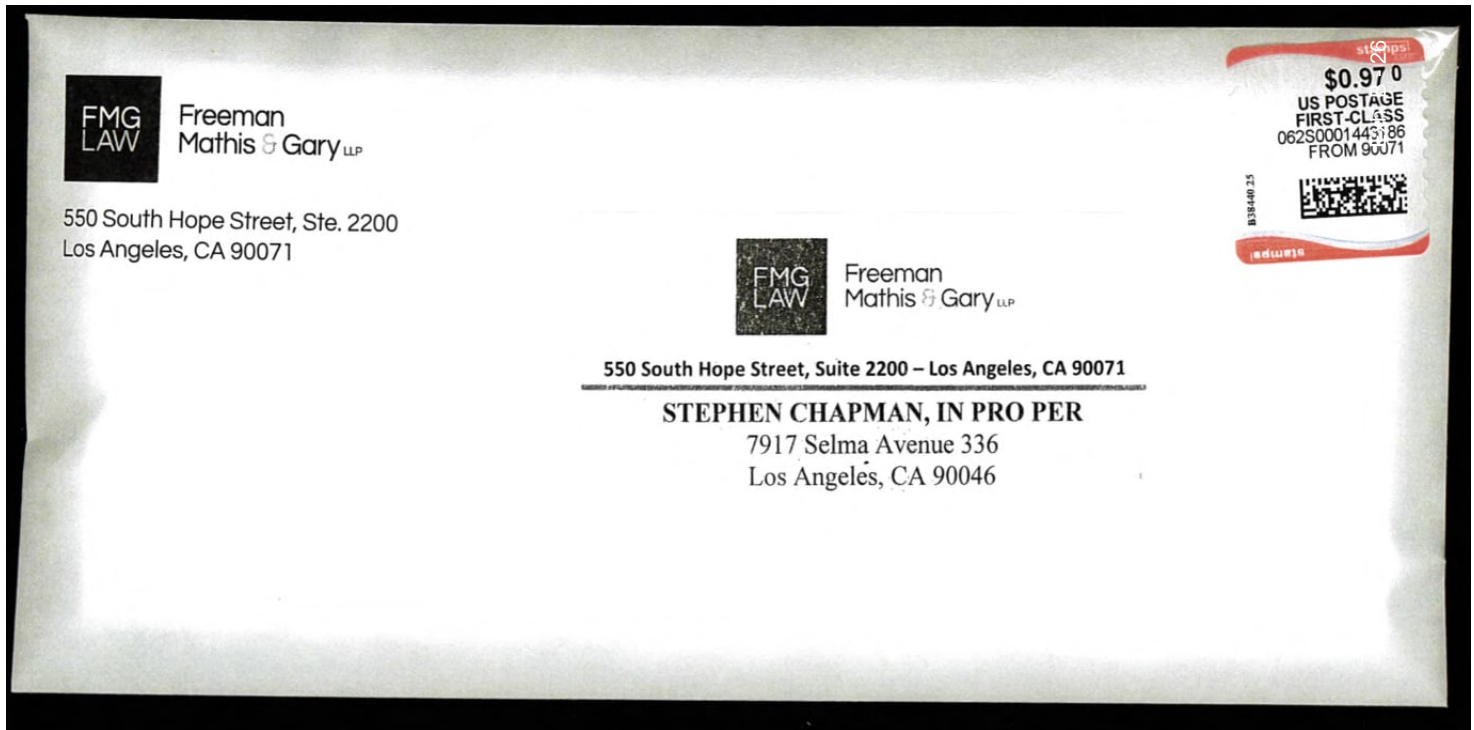 FMG
LAW
Freeman
Mathis & Gary LLP
550 South Hope Street, Ste. 2200
Los Angeles, CA 90071
stamps
$0.97 0
US POSTAGE
FIRST-CLASS
FROM 90071
B38440 25
stamps
FMG
LAW
Freeman
Mathis & Gary LLP
550 South Hope Street, Suite 2200 – Los Angeles, CA 90071
STEPHEN CHAPMAN, IN PRO PER
7917 Selma Avenue 336
Los Angeles, CA 90046